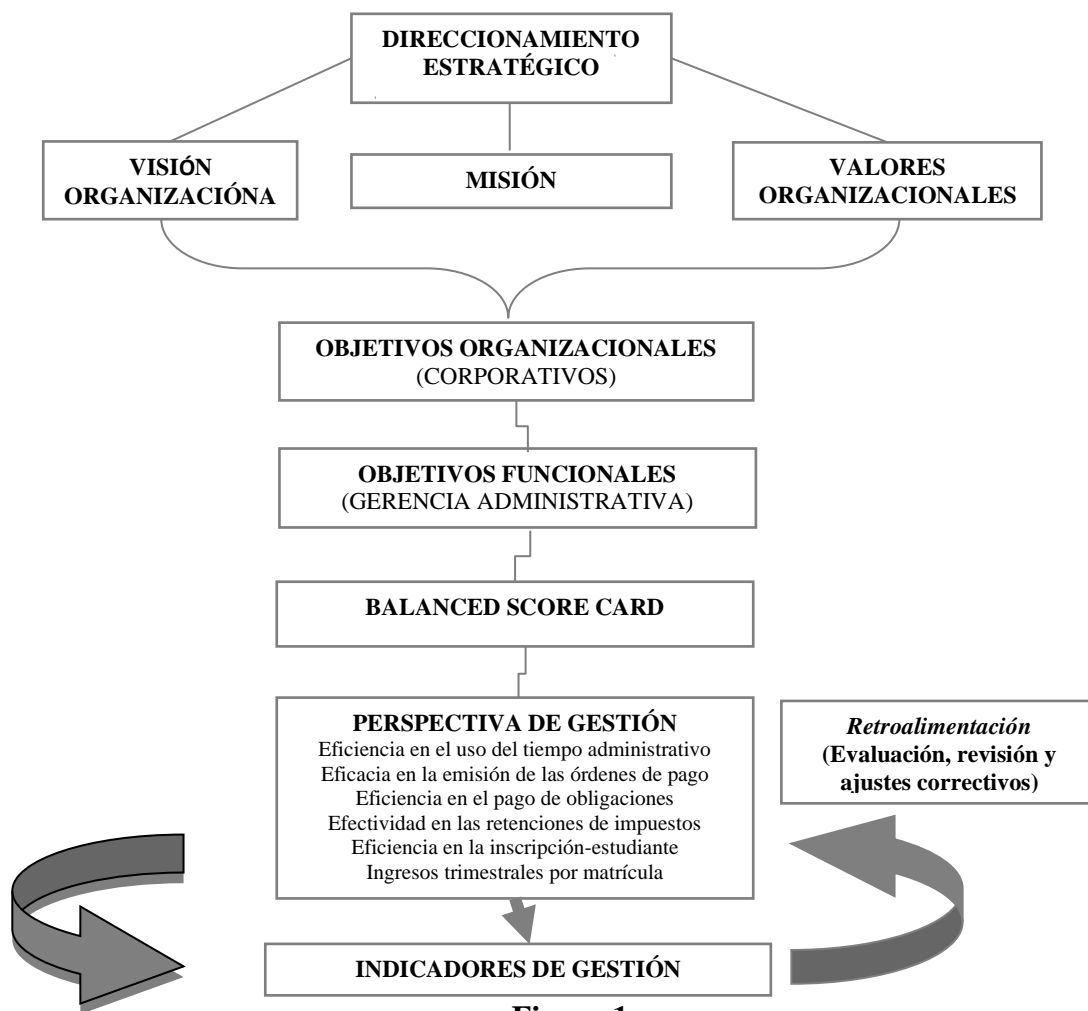 DIRECCIONAMIENTO
ESTRATÉGICO
VISIÓN
ORGANIZACIÓNA
MISIÓN
VALORES
ORGANIZACIONALES
OBJETIVOS ORGANIZACIONALES
(CORPORATIVOS)
OBJETIVOS FUNCIONALES
(GERENCIA ADMINISTRATIVA)
BALANCED SCORE CARD
PERSPECTIVA DE GESTIÓN
Eficiencia en el uso del tiempo administrativo
Eficacia en la emisión de las órdenes de pago
Eficiencia en el pago de obligaciones
Efectividad en las retenciones de impuestos
Eficiencia en la inscripción-estudiante
Ingresos trimestrales por matrícula
Retroalimentación
(Evaluación, revisión y
ajustes correctivos)
INDICADORES DE GESTIÓN